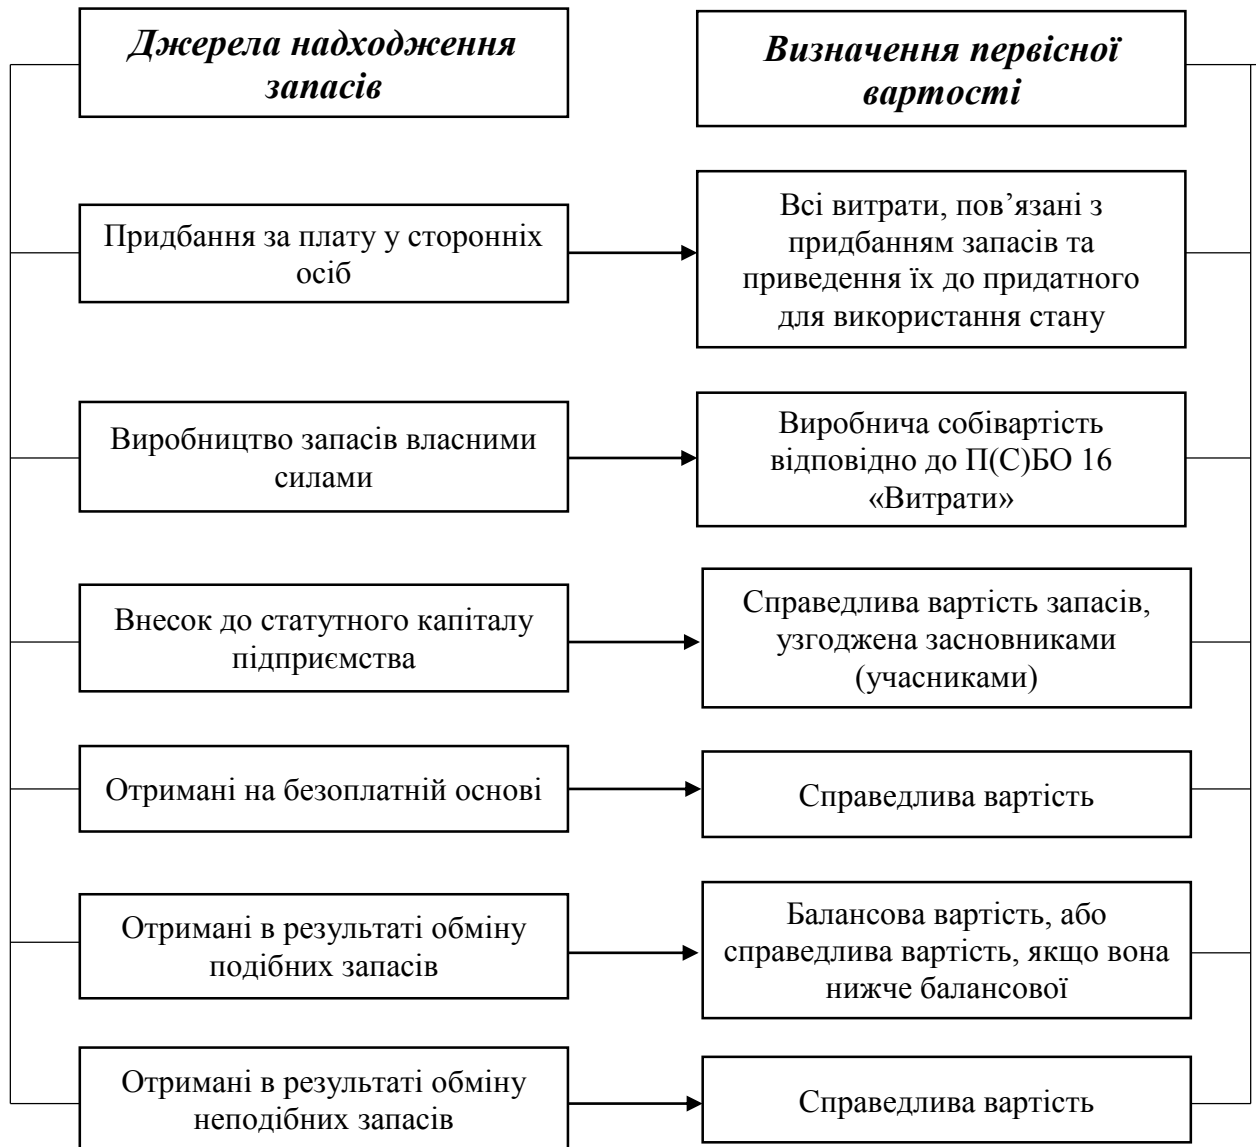 Джерела надходження
запасів
Визначення первісної
вартості
Придбання за плату у сторонніх
осіб
Всі витрати, пов’язані з
придбанням запасів та
приведення їх до придатного
для використання стану
Виробництво запасів власними
силами
Виробнича собівартість
відповідно до П(С)БО 16
«Витрати»
Внесок до статутного капіталу
підприємства
Справедлива вартість запасів,
узгоджена засновниками
(учасниками)
Отримані на безоплатній основі
Справедлива вартість
Отримані в результаті обміну
подібних запасів
Балансова вартість, або
справедлива вартість, якщо вона
нижче балансової
Отримані в результаті обміну
неподібних запасів
Справедлива вартість